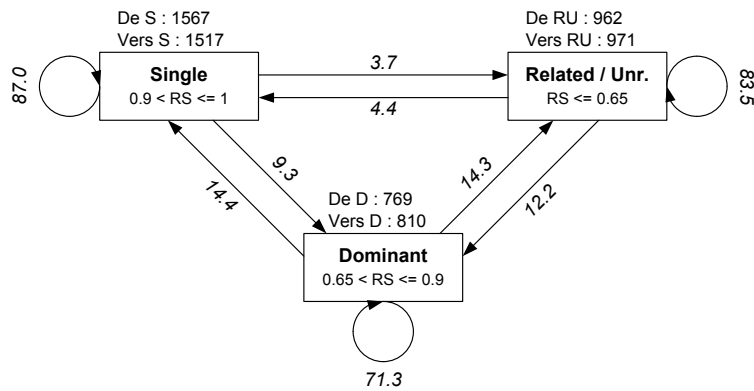 De S : 1567
Vers S : 1517
De RU : 962
Vers RU : 971
Single
0.9 < RS <= 1
Related / Unr.
RS <= 0.65
87.0
3.7
4.4
83.5
9.3
14.4
14.3
12.2
De D : 769
Vers D : 810
Dominant
0.65 < RS <= 0.9
71.3